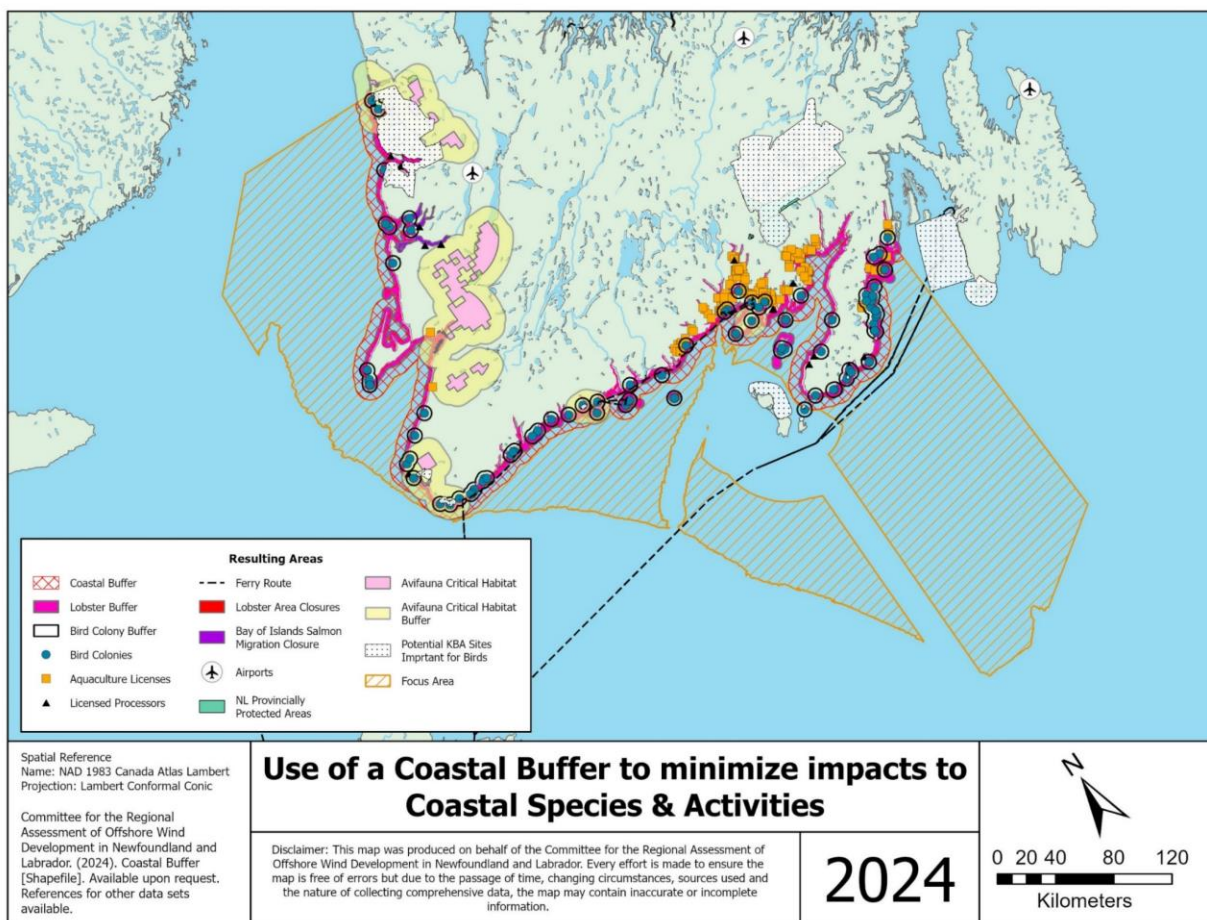 Resulting Areas
Coastal Buffer
Lobster Buffer
Bird Colony Buffer
Bird Colonies
Aquaculture Licenses
Licensed Processors
Ferry Route
Lobster Area Closures
Bay of Islands Salmon
Migration Closure
Airports
NL Provincially
Protected Areas
Avifauna Critical Habitat
Avifauna Critical Habitat
Buffer
Potential KBA Sites
Imprtant for Birds
Focus Area
Spatial Reference
Name: NAD 1983 Canada Atlas Lambert
Projection: Lambert Conformal Conic
Committee for the Regional
Assessment of Offshore Wind
Development in Newfoundland and
Labrador. (2024). Coastal Buffer
[Shapefile]. Available upon request.
References for other data sets
available.
Use of a Coastal Buffer to minimize impacts to
Coastal Species & Activities
Disclaimer: This map was produced on behalf of the Committee for the Regional Assessment of
Offshore Wind Development in Newfoundland and Labrador. Every effort is made to ensure the
map is free of errors but due to the passage of time, changing circumstances, sources used and
the nature of collecting comprehensive data, the map may contain inaccurate or incomplete
information.
2024
N
0 20 40 80 120
Kilometers